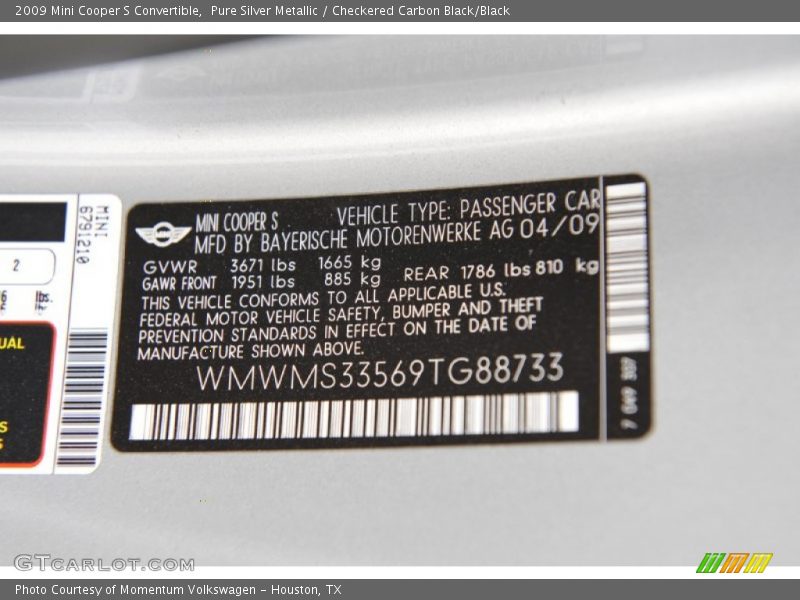 2009 Mini Cooper S Convertible, Pure Silver Metallic / Checkered Carbon Black/Black
MINI
6791210
2
lbs.
UAL
MINI COOPER S VEHICLE TYPE: PASSENGER CAR
MFD BY BAYERISCHE MOTORENWERKE AG 04/09
GVWR 3671 lbs 1665 kg
GAWR FRONT 1951 lbs 885 kg REAR 1786 lbs 810 kg
THIS VEHICLE CONFORMS TO ALL APPLICABLE U.S.
FEDERAL MOTOR VEHICLE SAFETY, BUMPER AND THEFT
PREVENTION STANDARDS IN EFFECT ON THE DATE OF
MANUFACTURE SHOWN ABOVE.
WMWMS33569TG88733
GTCARLOT.COM
Photo Courtesy of Momentum Volkswagen - Houston, TX